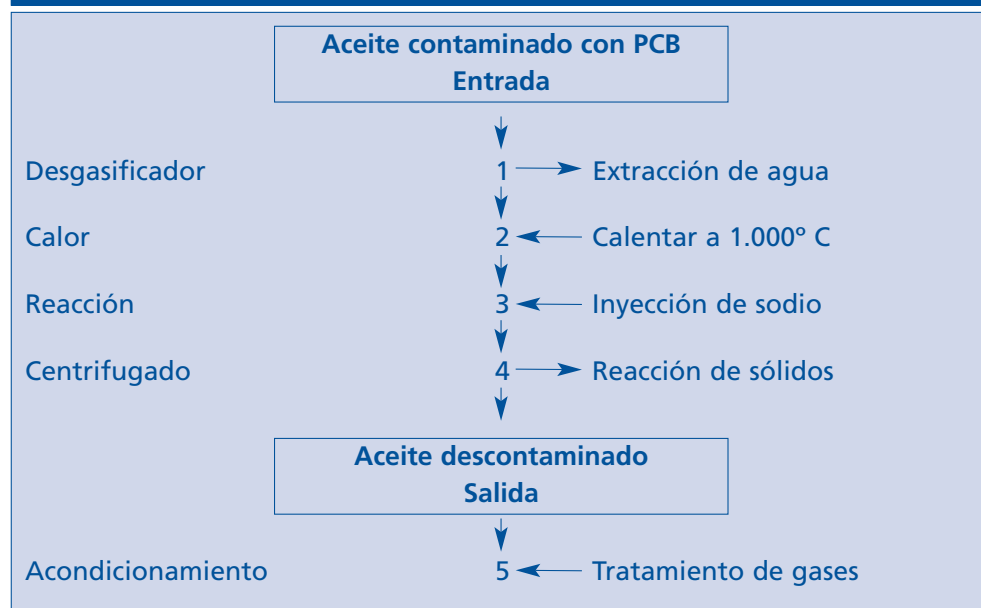 Aceite contaminado con PCB
Entrada
Desgasificador 1 Extracción de agua
Calor 2 Calentar a 1.000º C
Reacción 3 Inyección de sodio
Centrifugado 4 Reacción de sólidos
Aceite descontaminado
Salida
Acondicionamiento 5 Tratamiento de gases